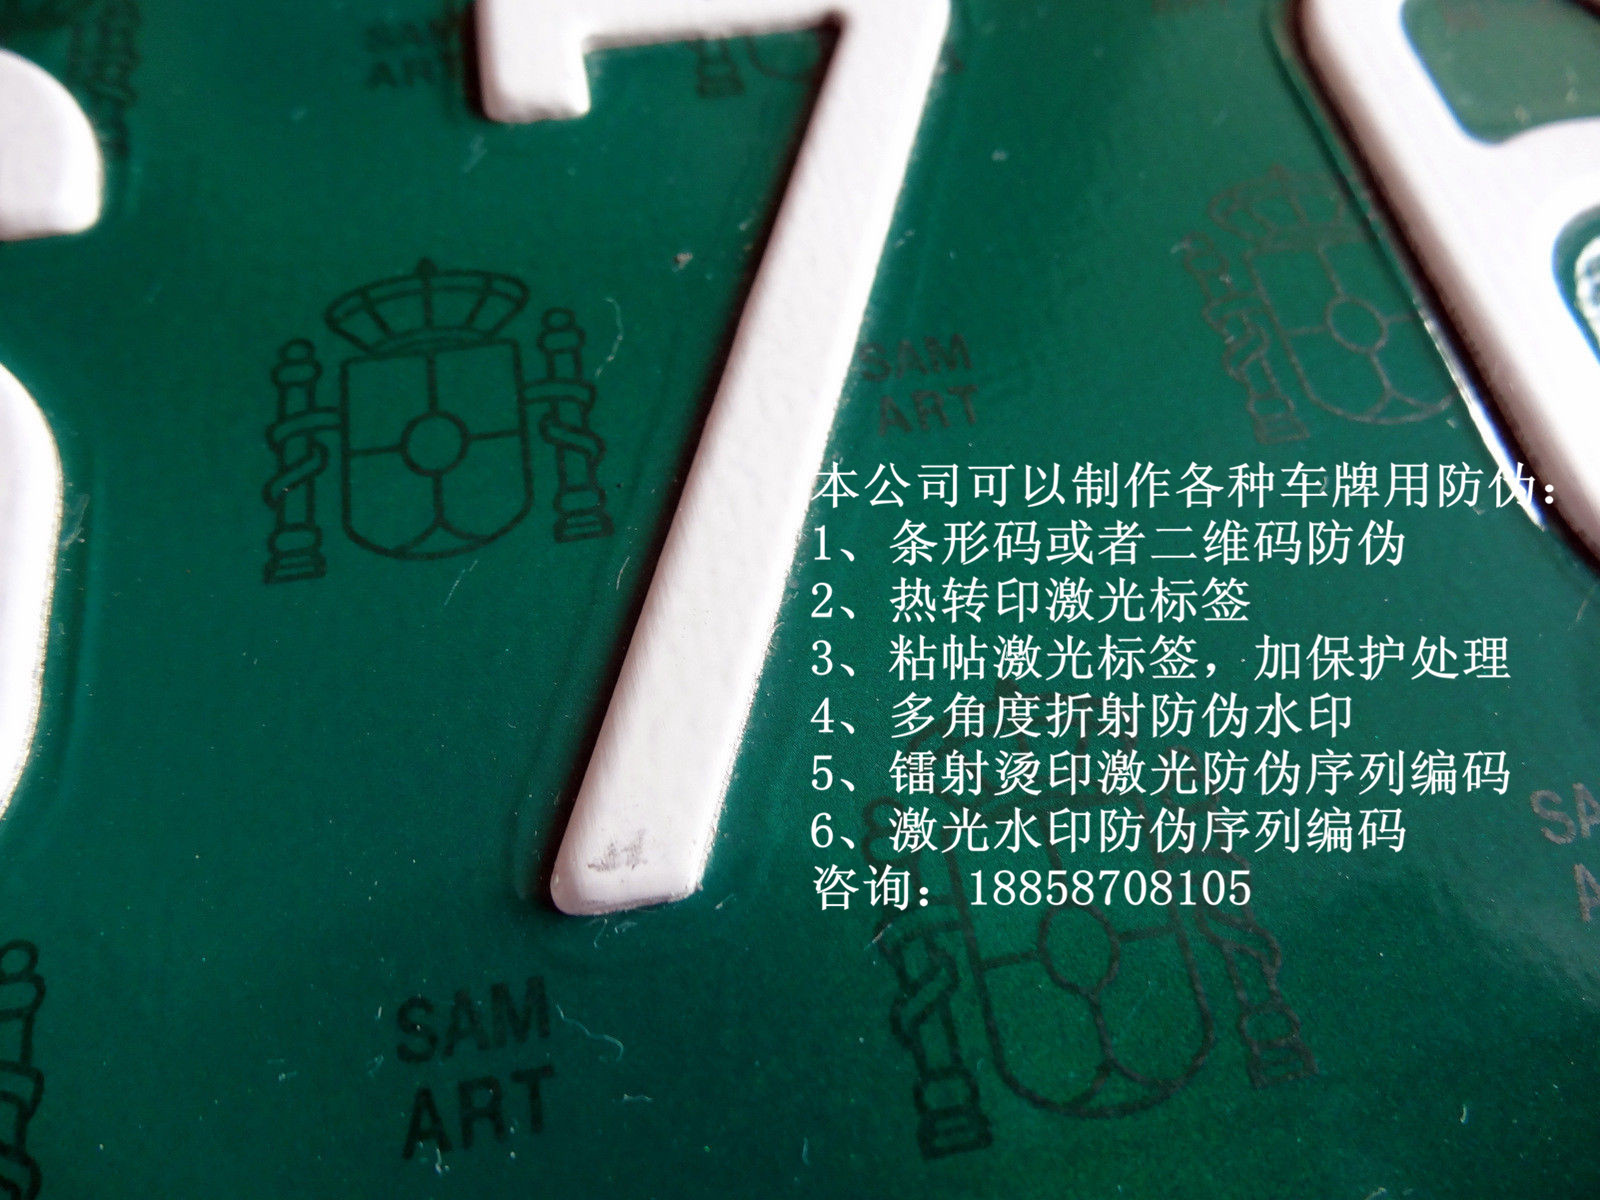 7
SAM
ART
本公司可以制作各种车牌用防伪：
1、条形码或者二维码防伪
2、热转印激光标签
3、粘帖激光标签，加保护处理
4、多角度折射防伪水印
5、镭射烫印激光防伪序列编码
6、激光水印防伪序列编码
咨询：18858708105
SAM
ART